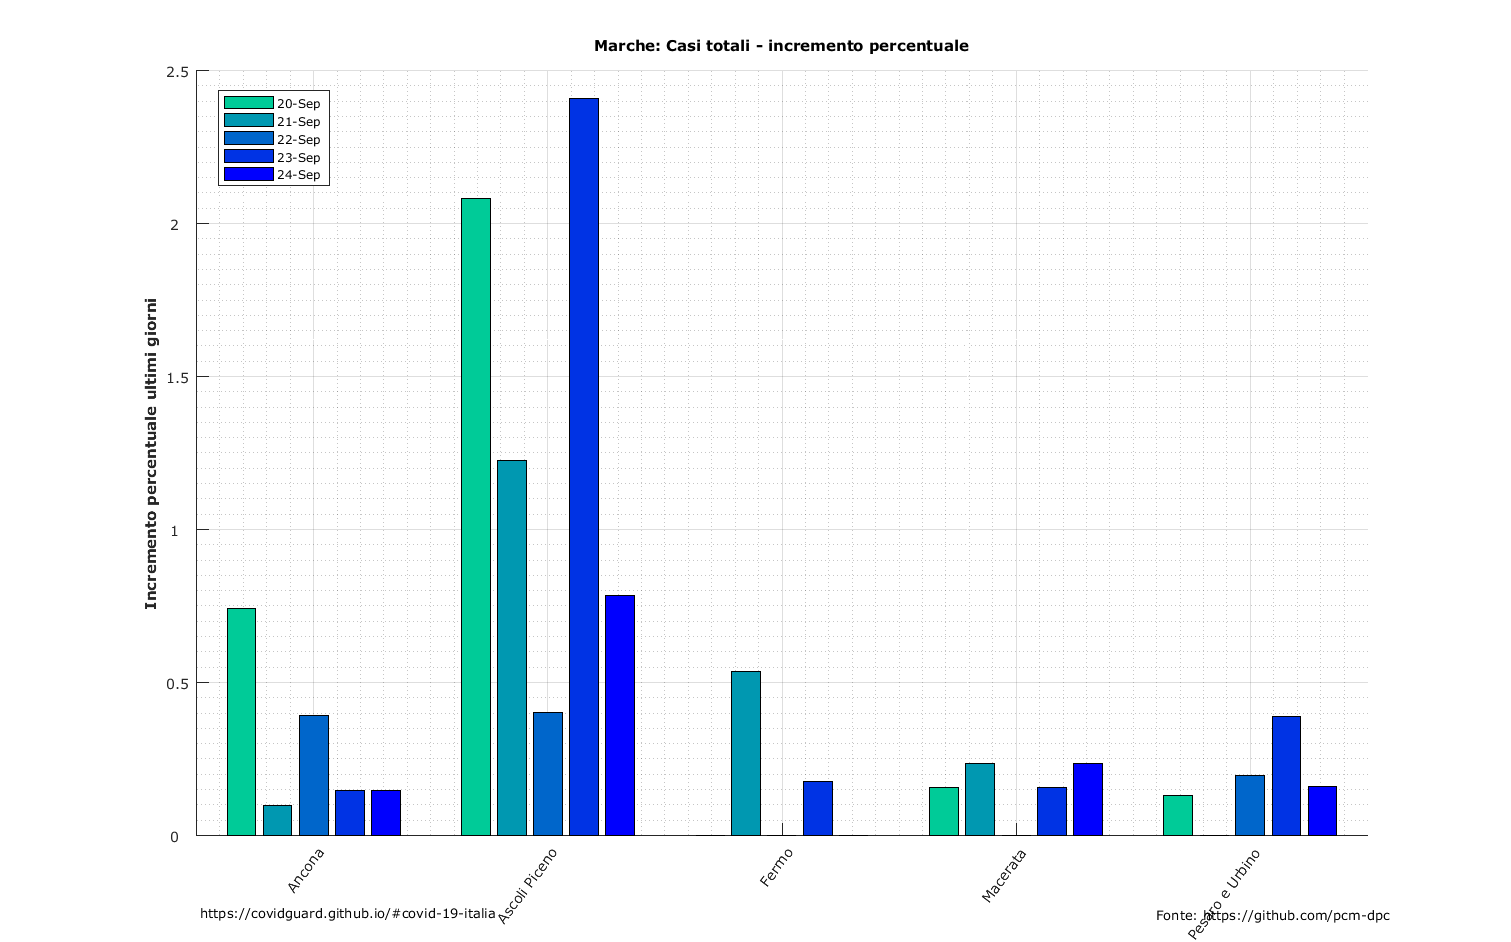 Marche: Casi totali - incremento percentuale
2.5
2
1.5
1
0.5
0
Incremento percentuale ultimi giorni
20-Sep
21-Sep
22-Sep
23-Sep
24-Sep
Ancona
Ascoli Piceno
Fermo
Macerata
Pesaro e Urbino
https://covidguard.github.io/#covid-19-italia
Fonte: https://github.com/pcm-dpc